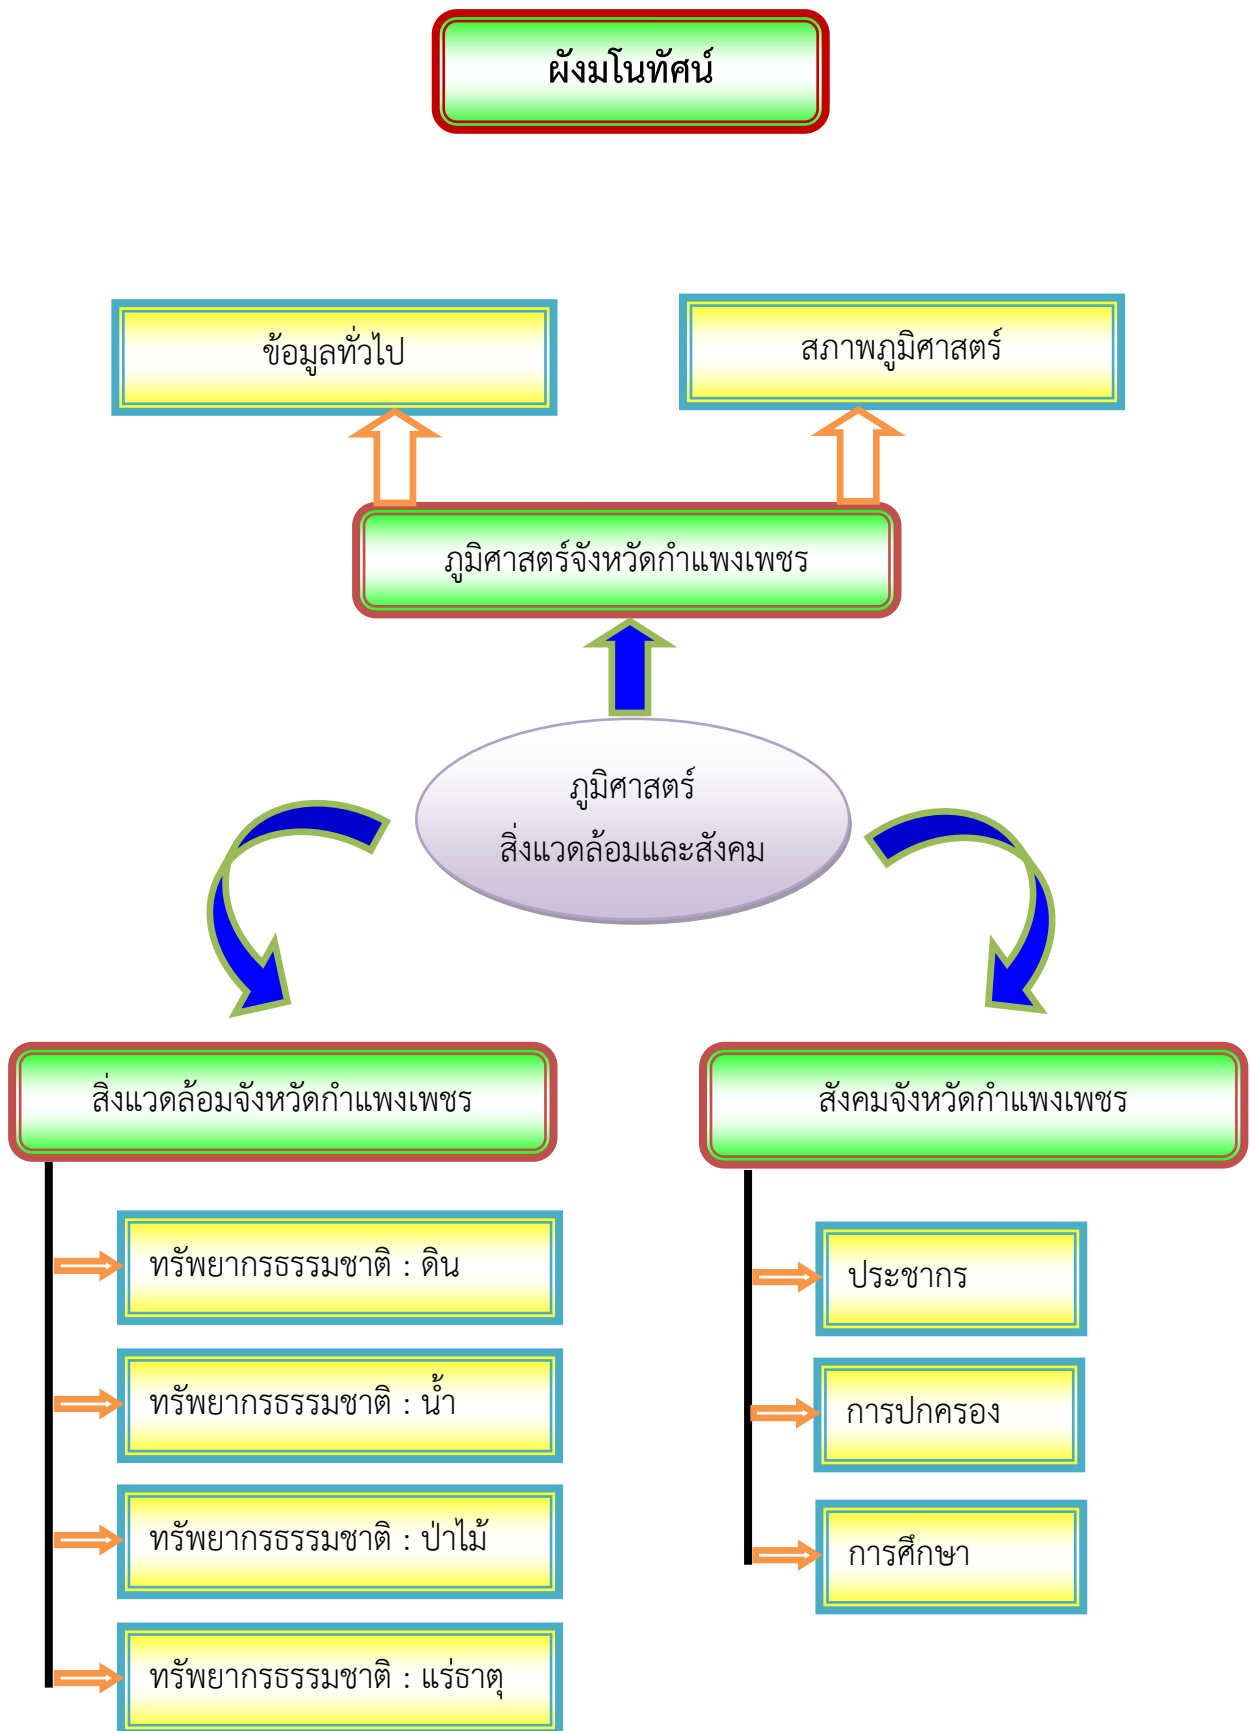 ผังมโนทัศน์
ข้อมูลทั่วไป
สภาพภูมิศาสตร์
ภูมิศาสตร์จังหวัดกำแพงเพชร
ภูมิศาสตร์
สิ่งแวดล้อมและสังคม
สิ่งแวดล้อมจังหวัดกำแพงเพชร
ทรัพยากรธรรมชาติ : ดิน
ทรัพยากรธรรมชาติ : น้ำ
ทรัพยากรธรรมชาติ : ป่าไม้
ทรัพยากรธรรมชาติ : แร่ธาตุ
สังคมจังหวัดกำแพงเพชร
ประชากร
การปกครอง
การศึกษา